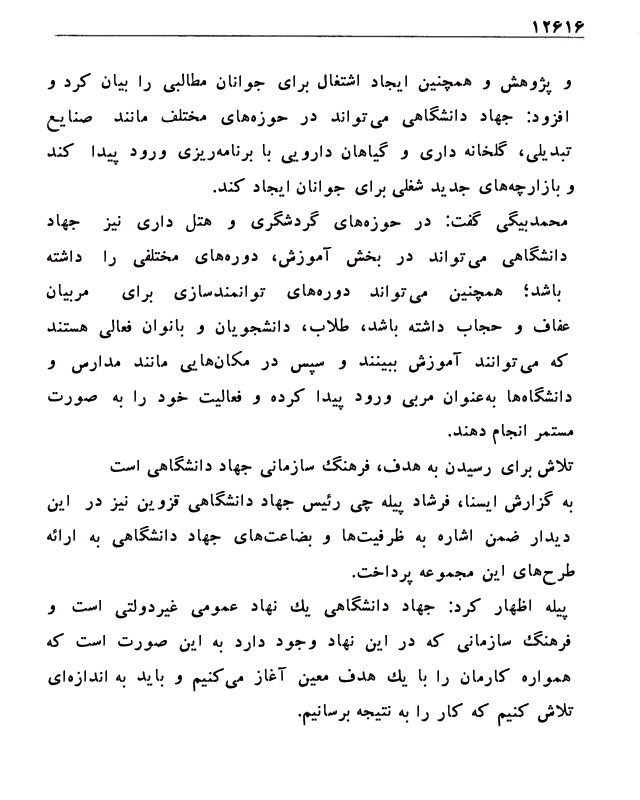 ۱۲۶۱۶
و پژوهش و همچنین ایجاد اشتغال برای جوانان مطالبی را بیان کرد و
افزود: جهاد دانشگاهی می‌تواند در حوزه‌های مختلف مانند صنایع
تبدیلی، گلخانه داری و گیاهان دارویی با برنامه‌ریزی ورود پیدا کند
و بازارچه‌های جدید شغلی برای جوانان ایجاد کند.
محمدبیگی گفت: در حوزه‌های گردشگری و هتل داری نیز جهاد
دانشگاهی می‌تواند در بخش آموزش، دوره‌های مختلفی را داشته
باشد؛ همچنین می‌تواند دوره‌های توانمندسازی برای مربیان
عفاف و حجاب داشته باشد، طلاب، دانشجویان و بانوان فعالی هستند
که می‌توانند آموزش ببینند و سپس در مکان‌هایی مانند مدارس و
دانشگاه‌ها به‌عنوان مربی ورود پیدا کرده و فعالیت خود را به صورت
مستمر انجام دهند.
تلاش برای رسیدن به هدف، فرهنگ سازمانی جهاد دانشگاهی است
به گزارش ایسنا، فرشاد پیله چی رئیس جهاد دانشگاهی قزوین نیز در این
دیدار ضمن اشاره به ظرفیت‌ها و بضاعت‌های جهاد دانشگاهی به ارائه
طرح‌های این مجموعه پرداخت.
پیله اظهار کرد: جهاد دانشگاهی یك نهاد عمومی غیردولتی است و
فرهنگ سازمانی که در این نهاد وجود دارد به این صورت است که
همواره کارمان را با یك هدف معین آغاز می‌کنیم و باید به اندازه‌ای
تلاش کنیم که کار را به نتیجه برسانیم.